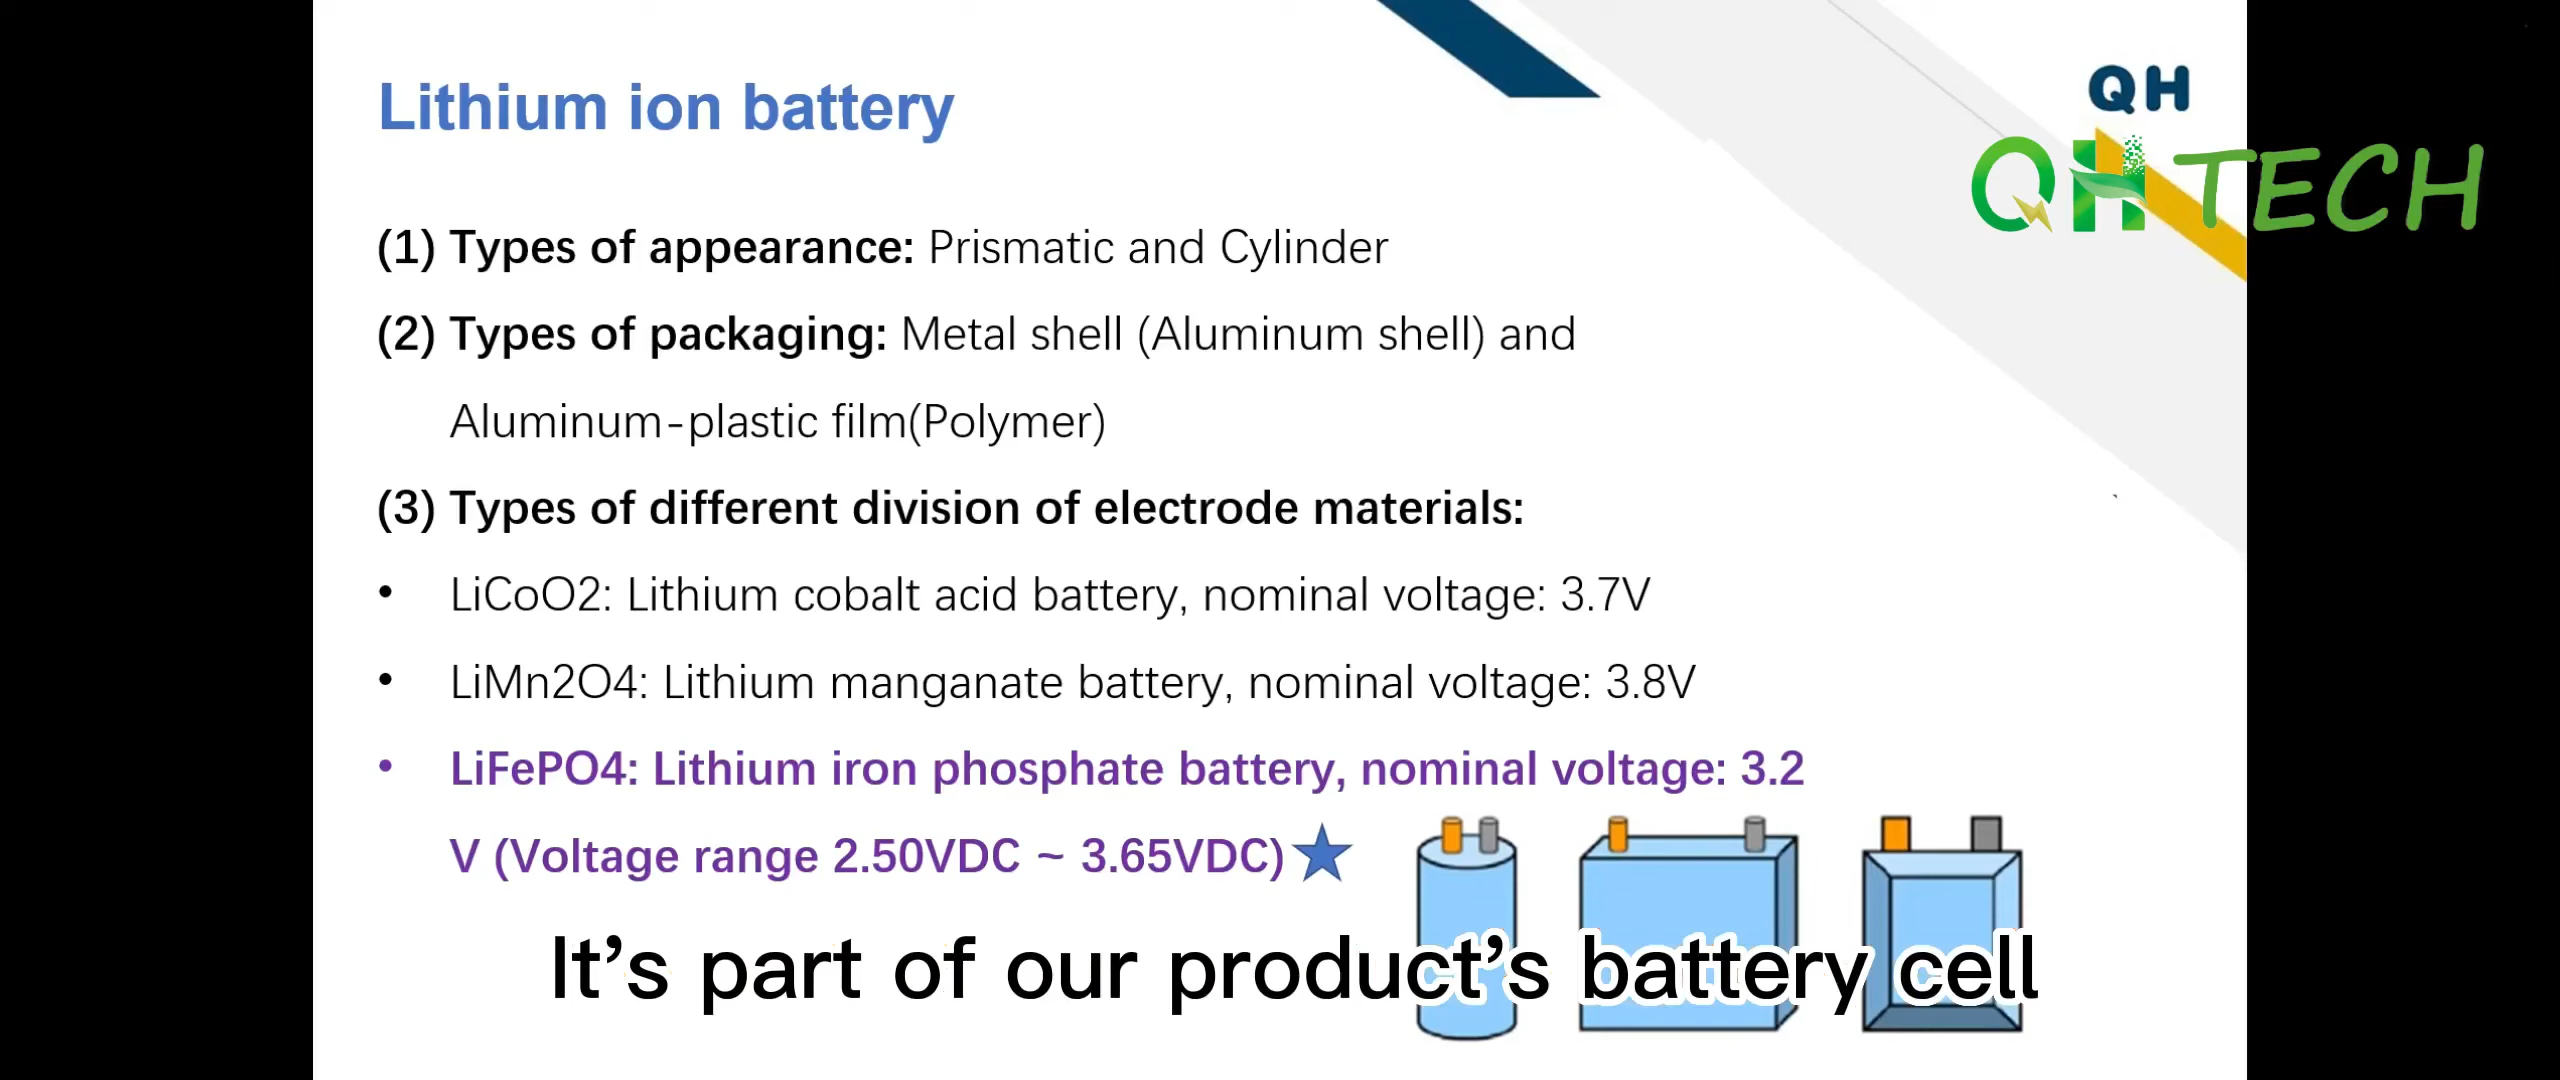 Lithium ion battery
QH
QH TECH
(1) Types of appearance: Prismatic and Cylinder
(2) Types of packaging: Metal shell (Aluminum shell) and
Aluminum-plastic film(Polymer)
(3) Types of different division of electrode materials:
• LiCoO2: Lithium cobalt acid battery, nominal voltage: 3.7V
• LiMn2O4: Lithium manganate battery, nominal voltage: 3.8V
• LiFePO4: Lithium iron phosphate battery, nominal voltage: 3.2
V (Voltage range 2.50VDC ~ 3.65VDC)
It’s part of our product’s battery cell